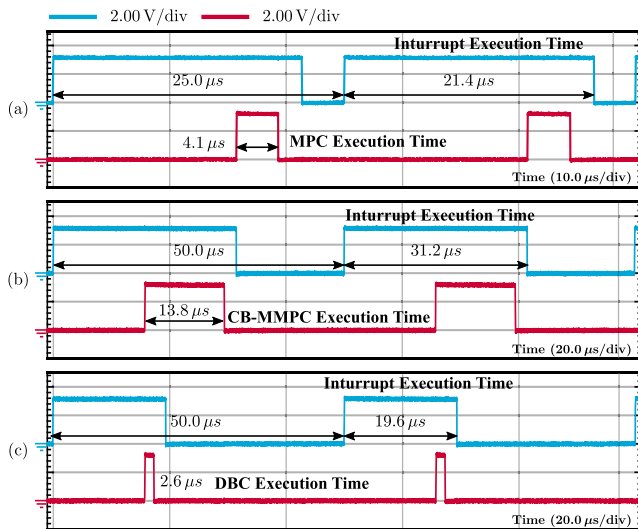 2.00 V/div 2.00 V/div
(a)
Inturrupt Execution Time
25.0 μs 21.4 μs
4.1 μs MPC Execution Time
Time (10.0 μs/div)
(b)
Inturrupt Execution Time
50.0 μs 31.2 μs
13.8 μs CB-MMPC Execution Time
Time (20.0 μs/div)
(c)
Inturrupt Execution Time
50.0 μs 19.6 μs
2.6 μs DBC Execution Time
Time (20.0 μs/div)